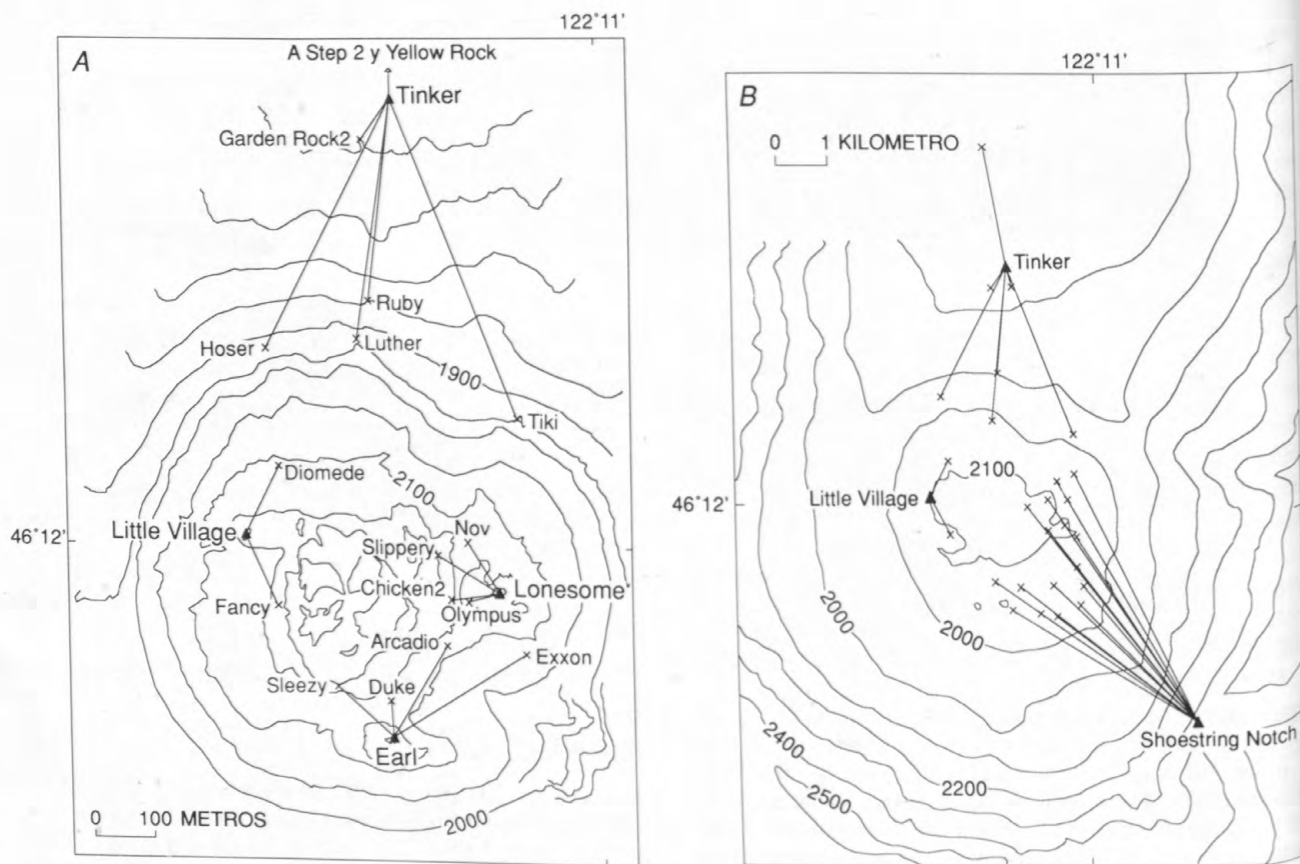 122°11'
A
A Step 2 y Yellow Rock
Tinker
Garden Rock2
Ruby
Hoser
Luther
1900
Tiki
Diomede
2100
Little Village
46°12'
Nov
Slippery
Chicken2
Lonesome
Olympus
Fancy
Arcadio
Exxon
Sleezy
Duke
Earl
0 100 METROS
2000
122°11'
B
0 1 KILOMETRO
Tinker
2100
Little Village
46°12'
2000
2000
Shoestring Notch
2400
2200
2500